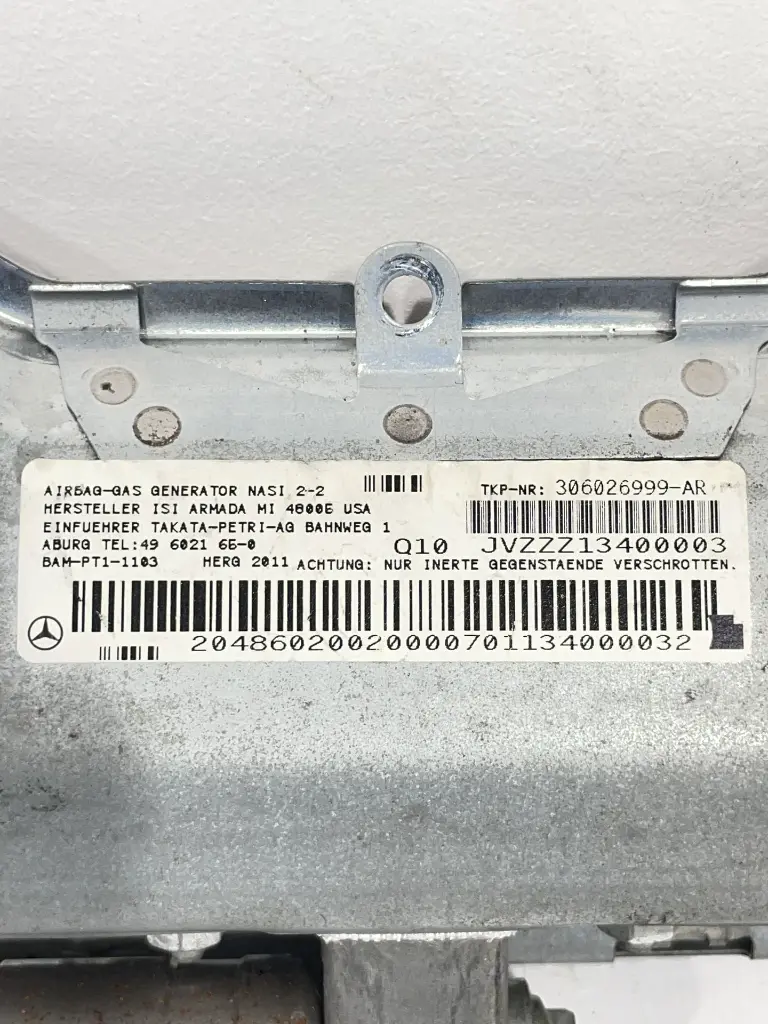 AIRBAG-GAS GENERATOR NASI 2-2
HERSTELLER ISI ARMADA MI 48005 USA
EINFUEHRER TAKATA-PETRI-AG BAHNWEG 1
ABURG TEL:49 6021 65-0
BAM-PT1-1103 HERG 2011 ACHTUNG: NUR INERTE GEGENSTAENDE VERSCHROTTEN.
TKP-NR: 306026999-AR
Q10 JVZZZ13400003
20486020020000701134000032